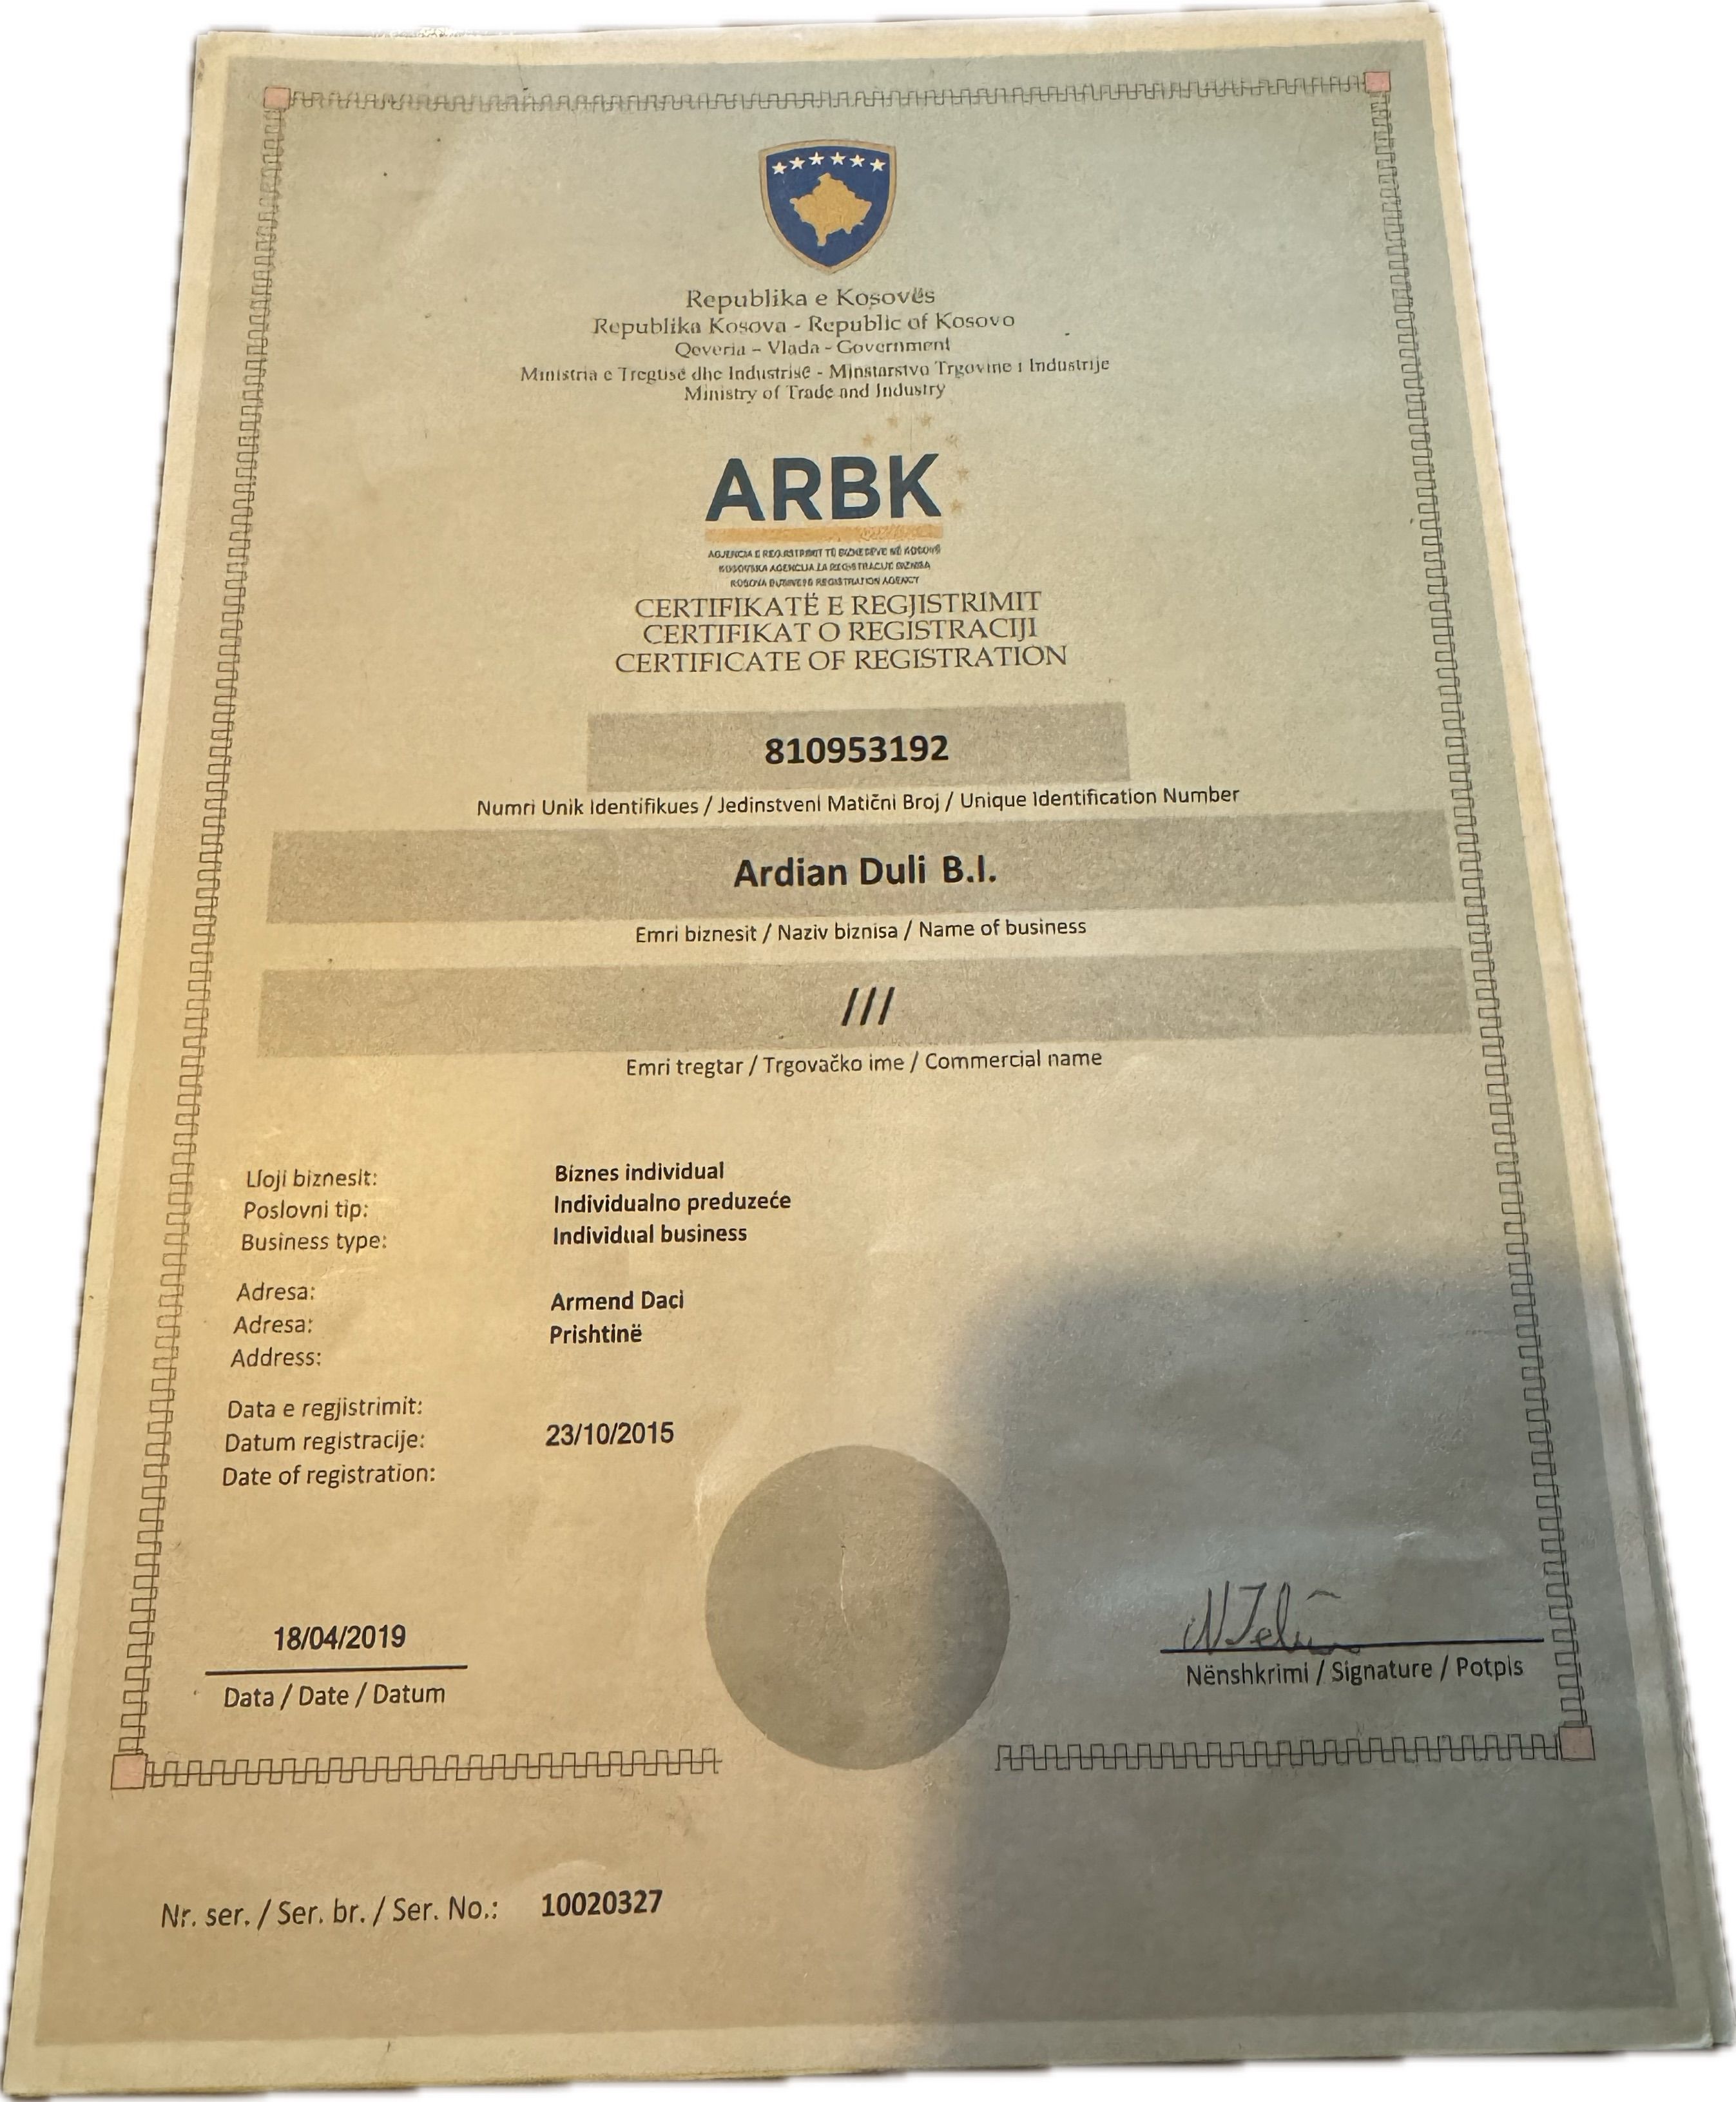 Republika e Kosovës
Republika Kosova - Republic of Kosovo
Qeveria – Vlada - Government
Ministria e Tregtisë dhe Industrisë - Minstarstvo Trgovine i Industrije
Ministry of Trade and Industry
ARBK
AGJENCIA E REGJISTRIMIT TË BIZNESEVE NË KOSOVË
KOSOVSKA AGENCIJA ZA REGISTRACIJU BIZNISA
KOSOVA BUSINESS REGISTRATION AGENCY
CERTIFIKATË E REGJISTRIMIT
CERTIFIKAT O REGISTRACIJI
CERTIFICATE OF REGISTRATION
810953192
Numri Unik Identifikues / Jedinstveni Matični Broj / Unique Identification Number
Ardian Duli B.I.
Emri biznesit / Naziv biznisa / Name of business
///
Emri tregtar / Trgovačko ime / Commercial name
Lloji biznesit: Biznes individual
Poslovni tip: Individualno preduzeće
Business type: Individual business
Adresa: Armend Daci
Adresa: Prishtinë
Address:
Data e regjistrimit:
Datum registracije: 23/10/2015
Date of registration:
18/04/2019
Data / Date / Datum
Nënshkrimi / Signature / Potpis
Nr. ser. / Ser. br. / Ser. No.: 10020327